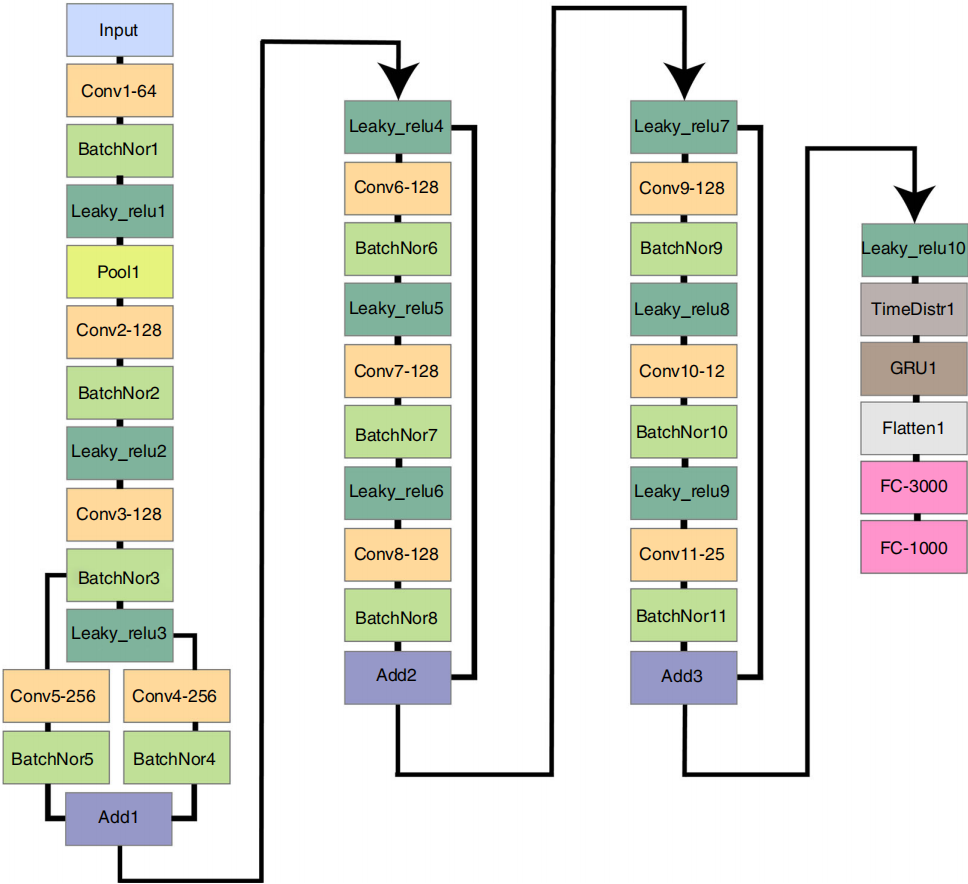 Input
Conv1-64
BatchNor1
Leaky_relu1
Pool1
Conv2-128
BatchNor2
Leaky_relu2
Conv3-128
BatchNor3
Leaky_relu3
Conv5-256
Conv4-256
BatchNor5
BatchNor4
Add1
Leaky_relu4
Conv6-128
BatchNor6
Leaky_relu5
Conv7-128
BatchNor7
Leaky_relu6
Conv8-128
BatchNor8
Add2
Leaky_relu7
Conv9-128
BatchNor9
Leaky_relu8
Conv10-12
BatchNor10
Leaky_relu9
Conv11-25
BatchNor11
Add3
Leaky_relu10
TimeDistr1
GRU1
Flatten1
FC-3000
FC-1000